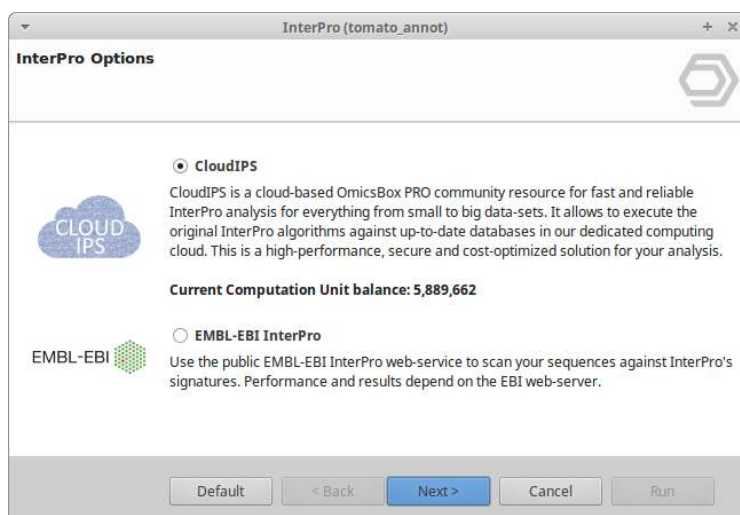 InterPro (tomato_annot)
InterPro Options
CloudIPS
CLOUD
IPS
CloudIPS is a cloud-based OmicsBox PRO community resource for fast and reliable
InterPro analysis for everything from small to big data-sets. It allows to execute the
original InterPro algorithms against up-to-date databases in our dedicated computing
cloud. This is a high-performance, secure and cost-optimized solution for your analysis.
Current Computation Unit balance: 5,889,662
EMBL-EBI
EMBL-EBI InterPro
Use the public EMBL-EBI InterPro web-service to scan your sequences against InterPro's
signatures. Performance and results depend on the EBI web-server.
Default
< Back
Next >
Cancel
Run